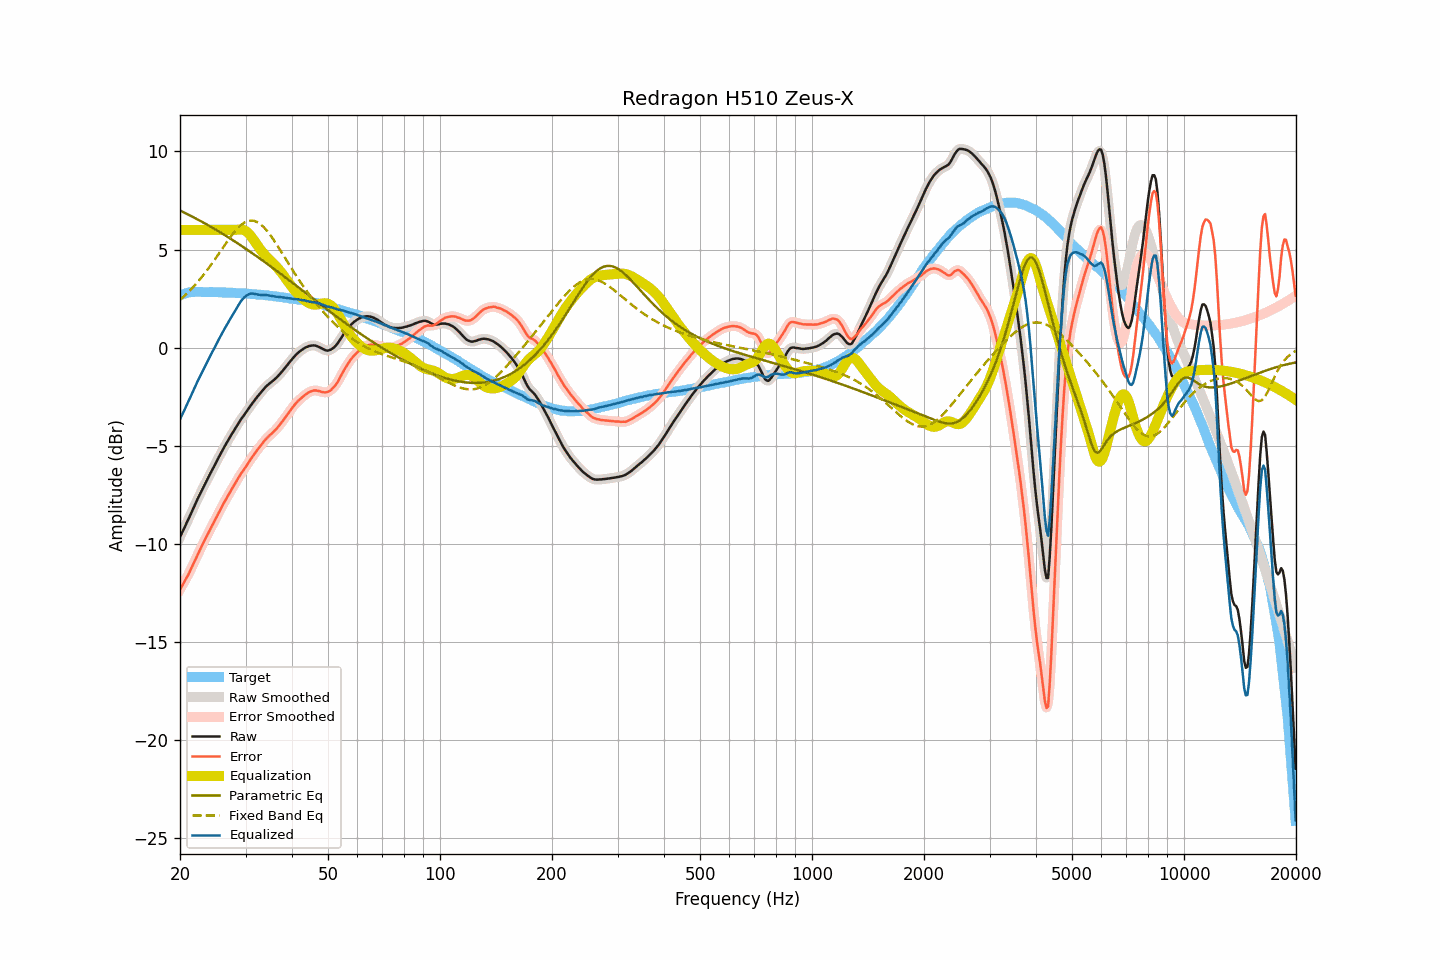 Redragon H510 Zeus-X
Amplitude (dBr)
10
5
0
−5
−10
−15
−20
−25
Target
Raw Smoothed
Error Smoothed
Raw
Error
Equalization
Parametric Eq
Fixed Band Eq
Equalized
20 50 100 200 500 1000 2000 5000 10000 20000
Frequency (Hz)